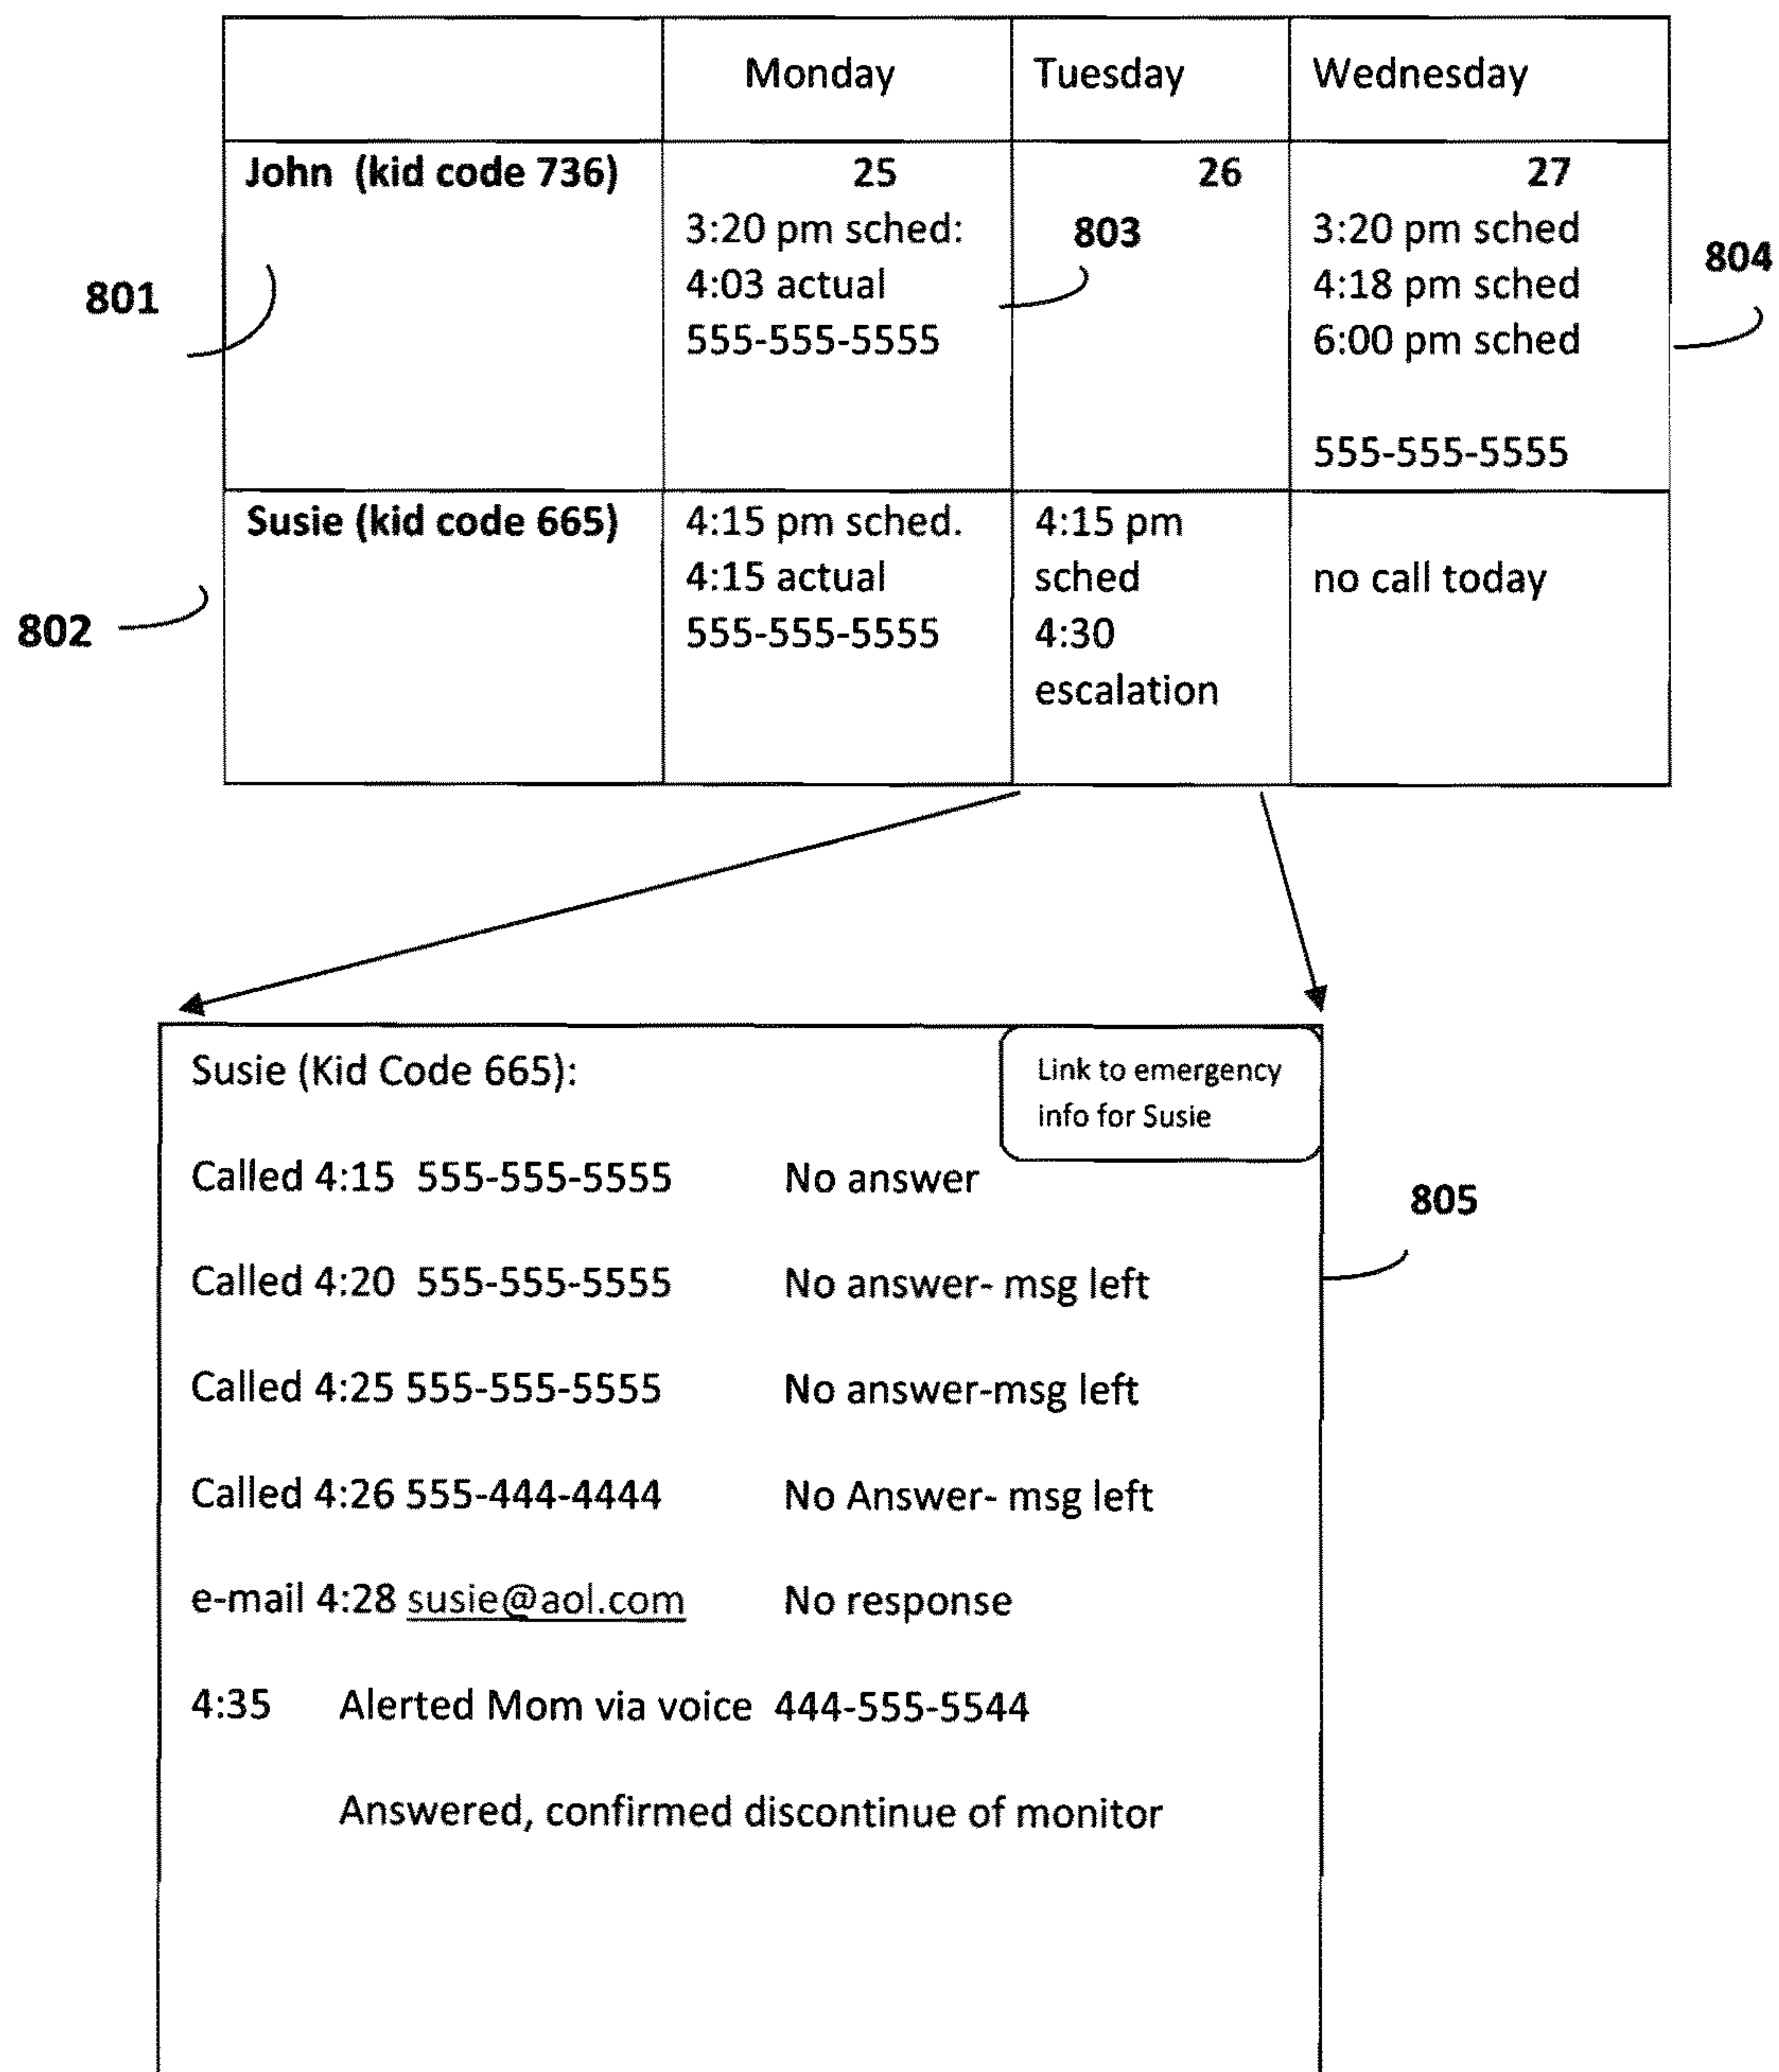 Monday Tuesday Wednesday
John (kid code 736) 25 26 27
3:20 pm sched: 803 3:20 pm sched 804
801 4:03 actual 4:18 pm sched
555-555-5555 6:00 pm sched
555-555-5555
Susie (kid code 665) 4:15 pm sched. 4:15 pm
4:15 actual sched no call today
802 555-555-5555 4:30
escalation
Susie (Kid Code 665): Link to emergency
info for Susie
Called 4:15 555-555-5555 No answer
805
Called 4:20 555-555-5555 No answer- msg left
Called 4:25 555-555-5555 No answer-msg left
Called 4:26 555-444-4444 No Answer- msg left
e-mail 4:28 susie@aol.com No response
4:35 Alerted Mom via voice 444-555-5544
Answered, confirmed discontinue of monitor